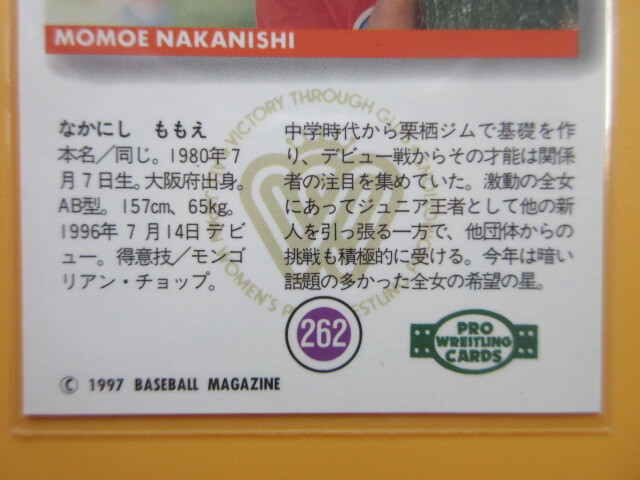 MOMOE NAKANISHI
なかにし ももえ
本名／同じ。1980年7
月7日生。大阪府出身。
AB型。157cm、65kg。
1996年7月14日デビ
ュー。得意技／モンゴ
リアン・チョップ。
中学時代から栗栖ジムで基礎を作
り、デビュー戦からその才能は関係
者の注目を集めていた。激動の全女
にあってジュニア王者として他の新
人を引っ張る一方で、他団体からの
挑戦も積極的に受ける。今年は暗い
話題の多かった全女の希望の星。
VICTORY THROUGH
WOMEN'S
262
PRO
WRESTLING
CARDS
© 1997 BASEBALL MAGAZINE